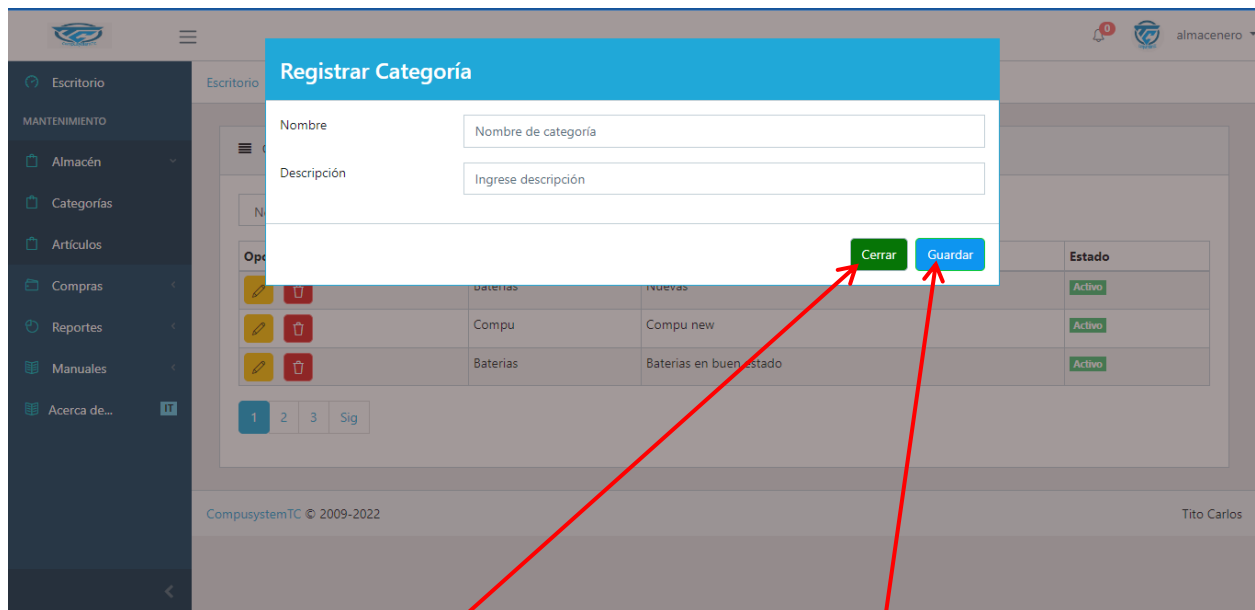 0
almacenero
Registrar Categoría
Escritorio
Escritorio
MANTENIMIENTO
Nombre
Nombre de categoría
Almacén
Descripción
Ingrese descripción
Categorías
Artículos
Cerrar
Guardar
Estado
Compras
Nuevas
Activo
Reportes
Compu
Compu new
Activo
Manuales
Baterias
Baterias en buen estado
Activo
Acerca de...
IT
1 2 3 Sig
CompusystemTC © 2009-2022
Tito Carlos